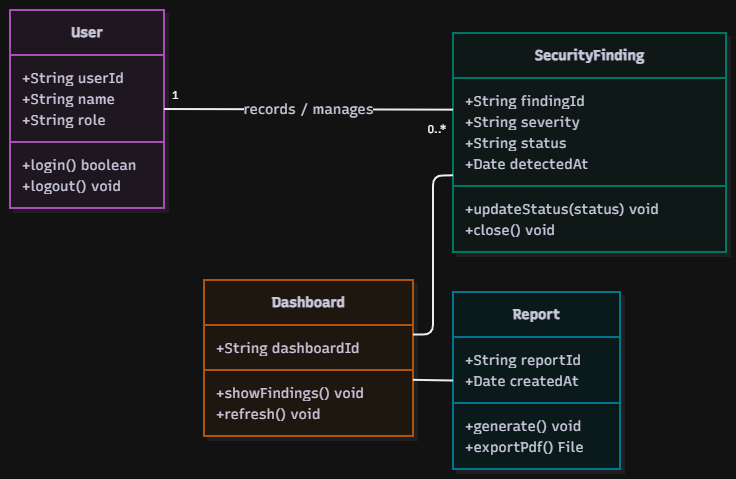 User
+String userId
+String name
+String role
+login() boolean
+logout() void
1
records / manages
0..*
SecurityFinding
+String findingId
+String severity
+String status
+Date detectedAt
+updateStatus(status) void
+close() void
Dashboard
+String dashboardId
+showFindings() void
+refresh() void
Report
+String reportId
+Date createdAt
+generate() void
+exportPdf() File